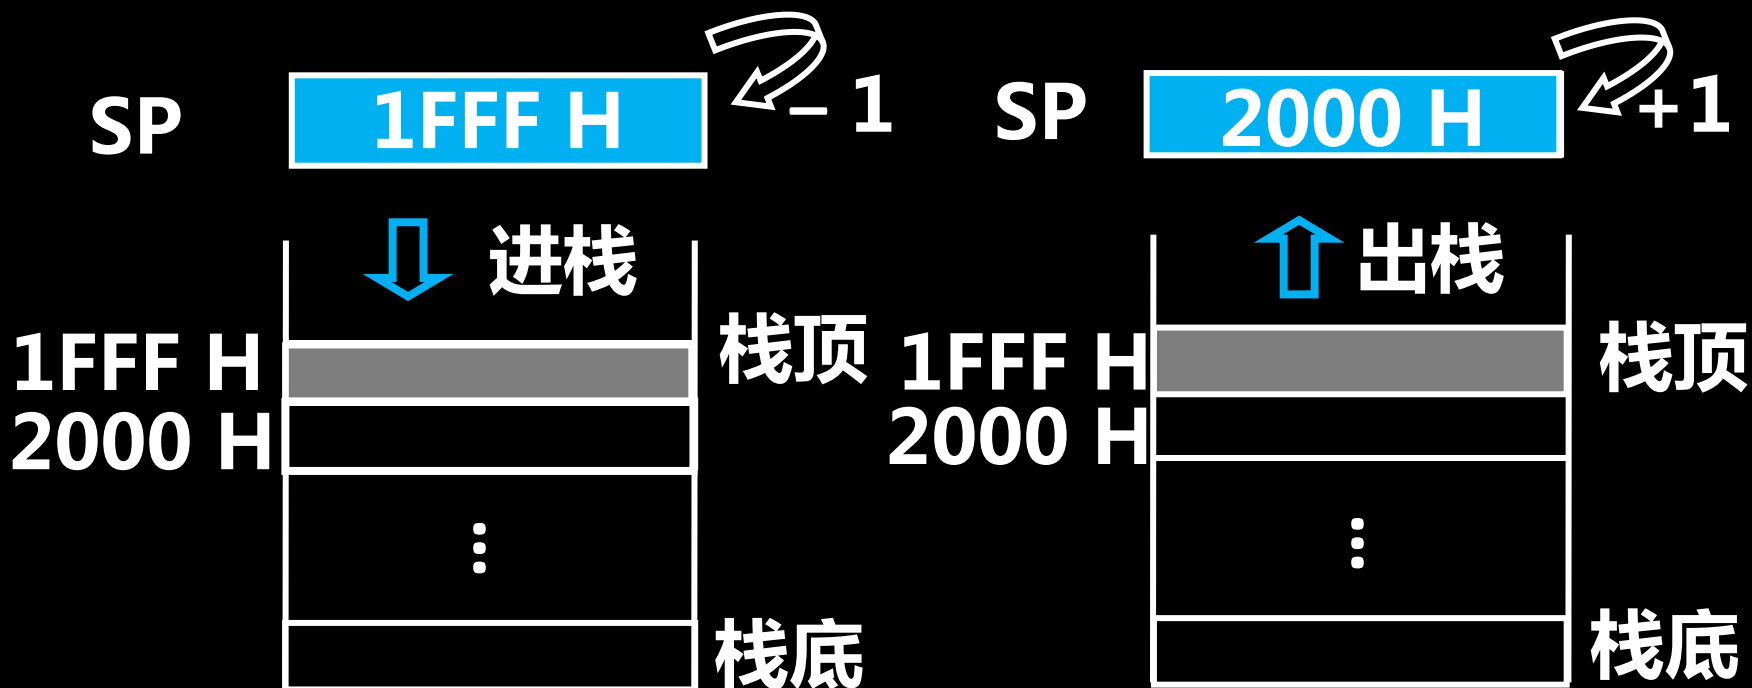 SP 1FFF H - 1
进栈
1FFF H 栈顶
2000 H
⋮
栈底
SP 2000 H +1
出栈
1FFF H 栈顶
2000 H
⋮
栈底